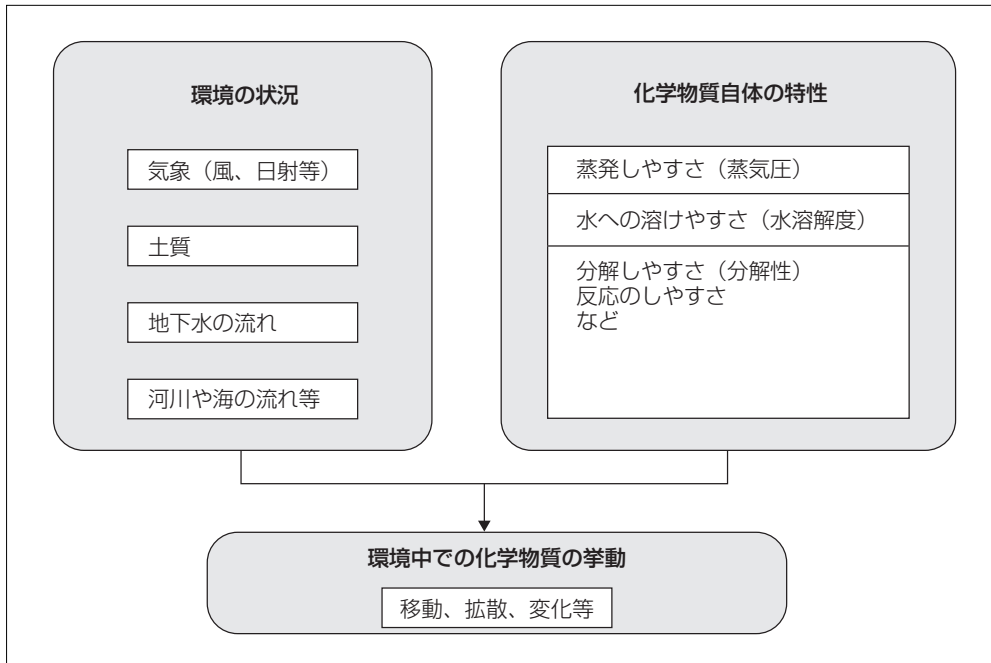 環境の状況
気象（風、日射等）
土質
地下水の流れ
河川や海の流れ等
化学物質自体の特性
蒸発しやすさ（蒸気圧）
水への溶けやすさ（水溶解度）
分解しやすさ（分解性）
反応のしやすさ
など
環境中での化学物質の挙動
移動、拡散、変化等